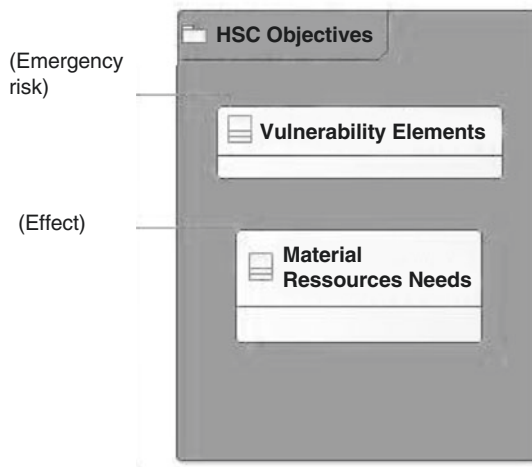 HSC Objectives
(Emergency
risk)
Vulnerability Elements
(Effect)
Material
Ressources Needs